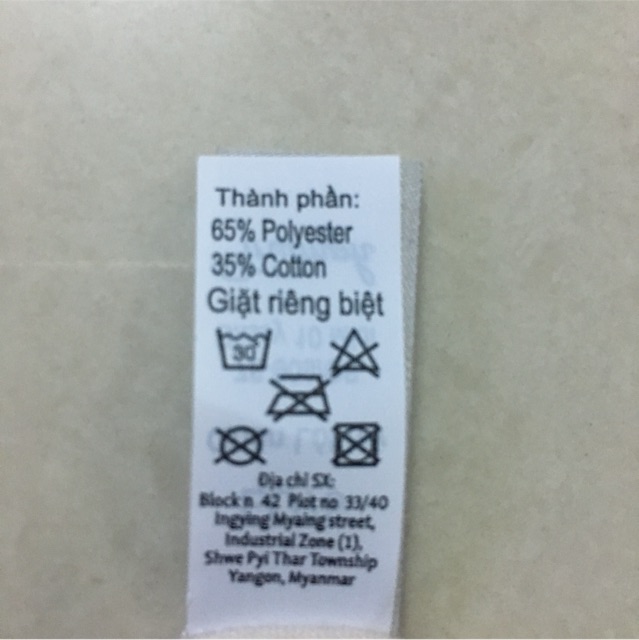 Thành phần:
65% Polyester
35% Cotton
Giặt riêng biệt
30
Địa chỉ SX:
Block n 42 Plot no 33/40
Ingying Myaing street,
Industrial Zone (1),
Shwe Pyi Thar Township
Yangon, Myanmar